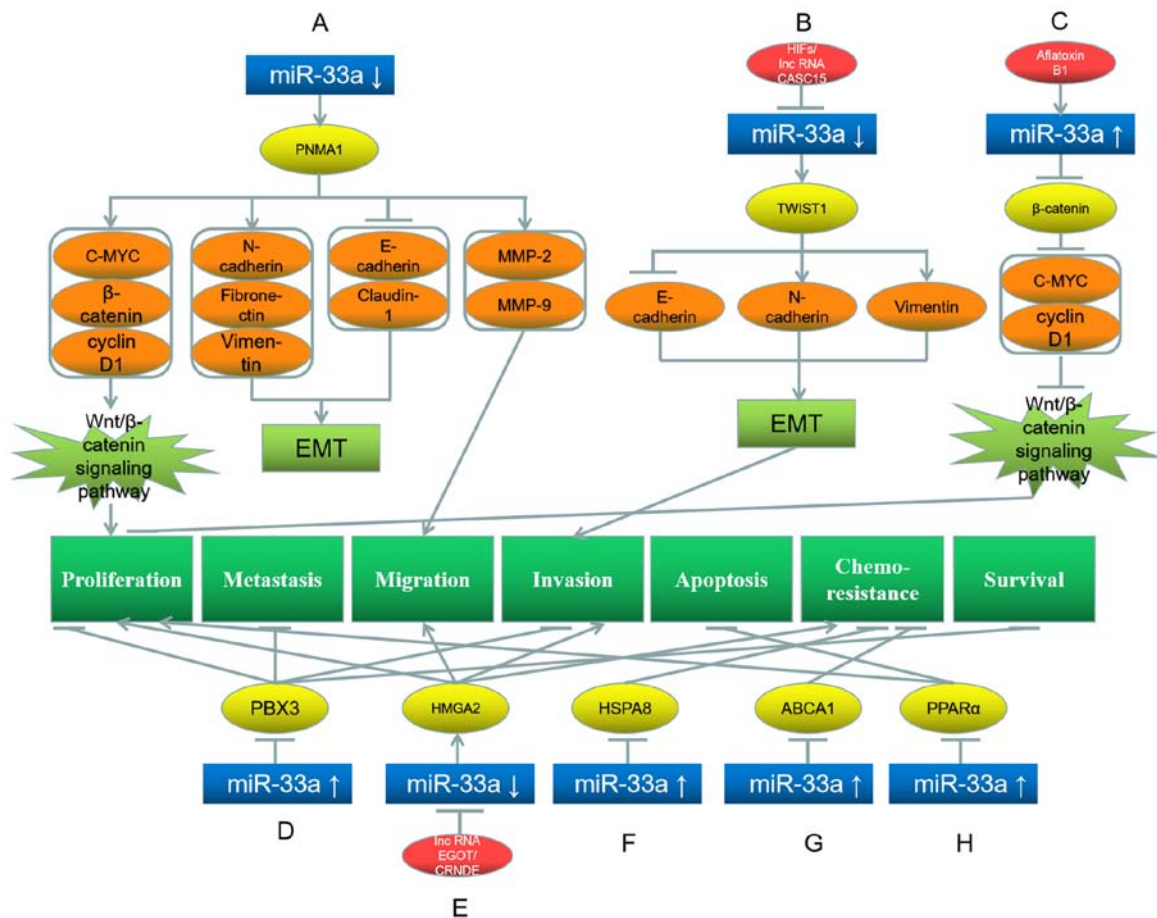 A
B
C
miR-33a ↓
HIFs/
lnc RNA
CASC15
Aflatoxin
B1
miR-33a ↓
miR-33a ↑
PNMA1
TWIST1
β-catenin
C-MYC
β-
catenin
cyclin
D1
N-
cadherin
Fibrone-
ctin
Vimen-
tin
E-
cadherin
Claudin-
1
MMP-2
MMP-9
E-
cadherin
N-
cadherin
Vimentin
C-MYC
cyclin
D1
Wnt/β-
catenin
signaling
pathway
EMT
EMT
Wnt/β-
catenin
signaling
pathway
Proliferation
Metastasis
Migration
Invasion
Apoptosis
Chemo-
resistance
Survival
PBX3
HMGA2
HSPA8
ABCA1
PPARα
miR-33a ↑
miR-33a ↓
miR-33a ↑
miR-33a ↑
miR-33a ↑
D
lnc RNA
EGOT/
CRNDE
E
F
G
H